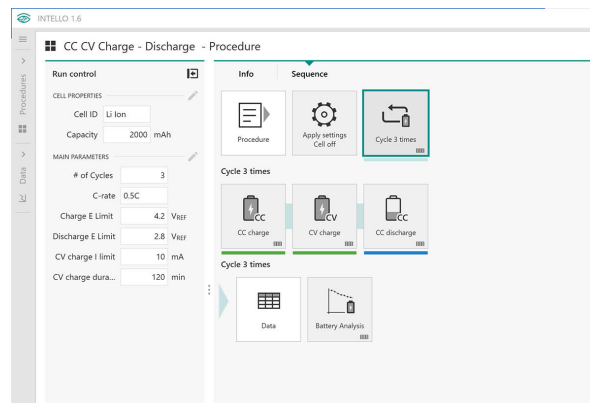 INTELLO 1.6
CC CV Charge - Discharge - Procedure
Procedures
Data
Run control
CELL PROPERTIES
Cell ID Li Ion
Capacity 2000 mAh
MAIN PARAMETERS
# of Cycles 3
C-rate 0.5C
Charge E Limit 4.2 VREF
Discharge E Limit 2.8 VREF
CV charge I limit 10 mA
CV charge dura... 120 min
Info Sequence
Procedure
Apply settings
Cell off
Cycle 3 times
Cycle 3 times
CC
CC charge
CV
CV charge
CC
CC discharge
Cycle 3 times
Data
Battery Analysis